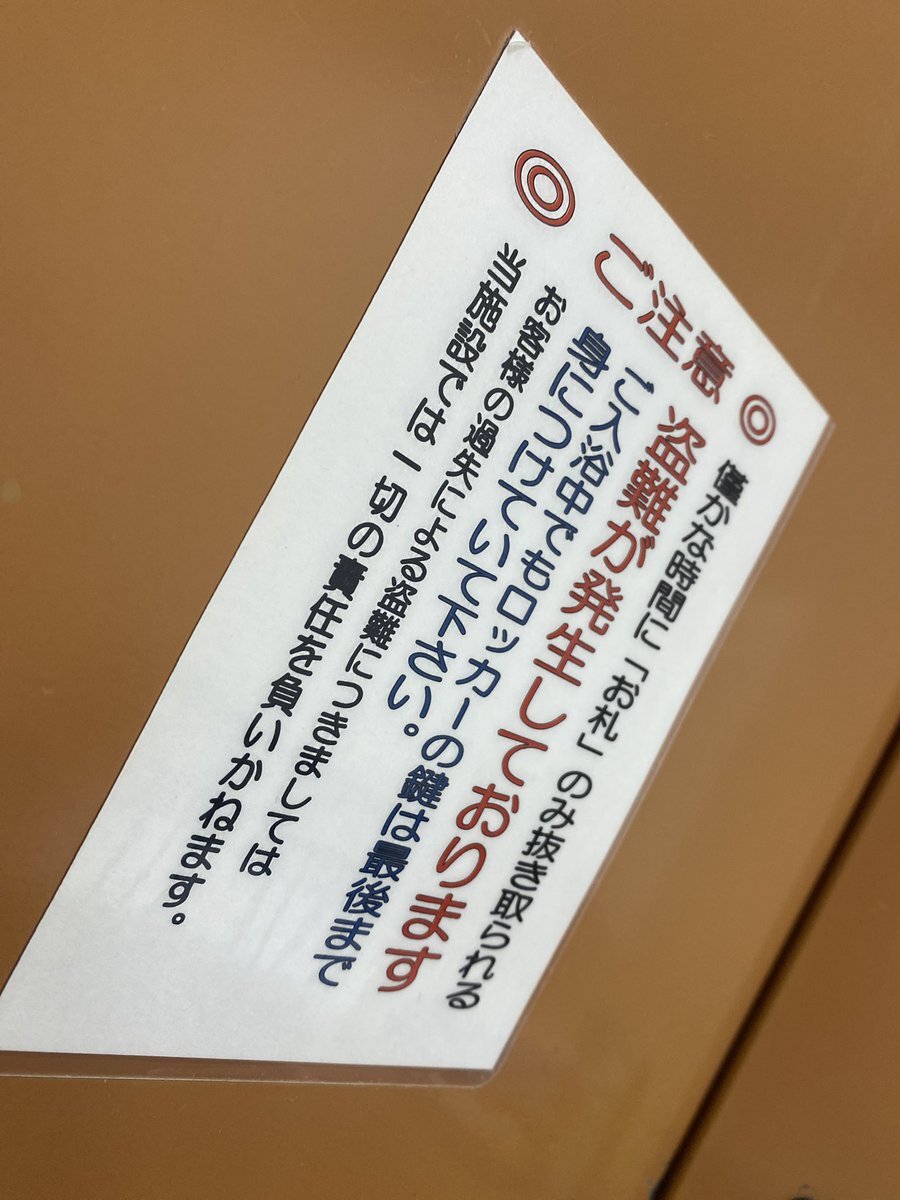 ◎ ご注意 ◎
僅かな時間に「お札」のみ抜き取られる
盗難が発生しております
ご入浴中でもロッカーの鍵は最後まで
身につけていて下さい。
お客様の過失による盗難につきましては
当施設では一切の責任を負いかねます。